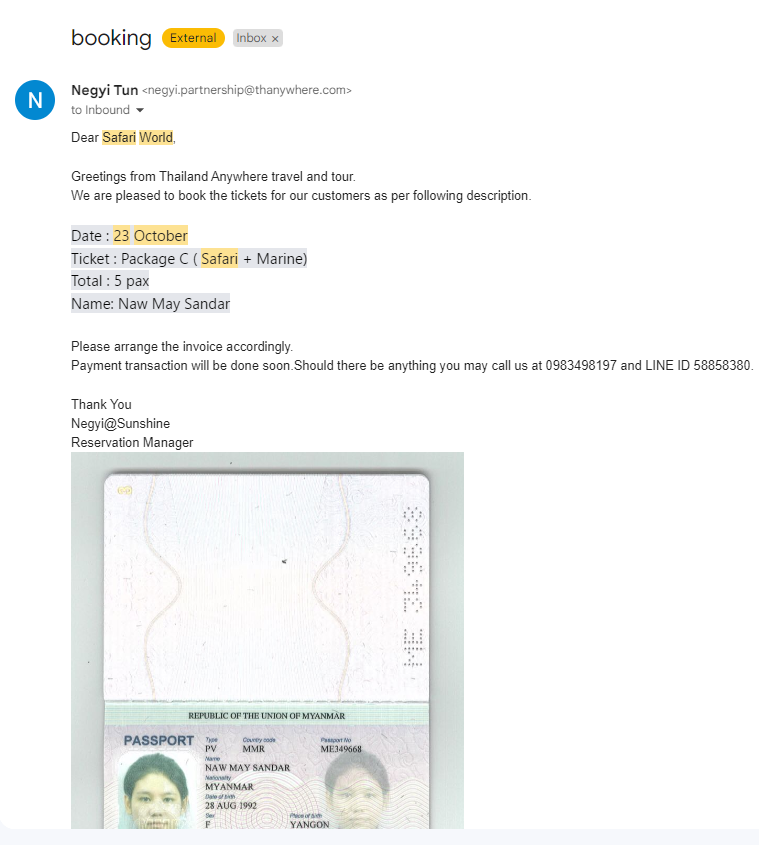 booking External Inbox ×
N
Negyi Tun <negyi.partnership@thanywhere.com>
to Inbound
Dear Safari World,
Greetings from Thailand Anywhere travel and tour.
We are pleased to book the tickets for our customers as per following description.
Date : 23 October
Ticket : Package C ( Safari + Marine)
Total : 5 pax
Name: Naw May Sandar
Please arrange the invoice accordingly.
Payment transaction will be done soon.Should there be anything you may call us at 0983498197 and LINE ID 58858380.
Thank You
Negyi@Sunshine
Reservation Manager
REPUBLIC OF THE UNION OF MYANMAR
PASSPORT
Type Country code Passport No
PV MMR ME349668
Name
NAW MAY SANDAR
Nationality
MYANMAR
Date of birth
28 AUG 1992
Sex Place of birth
F YANGON